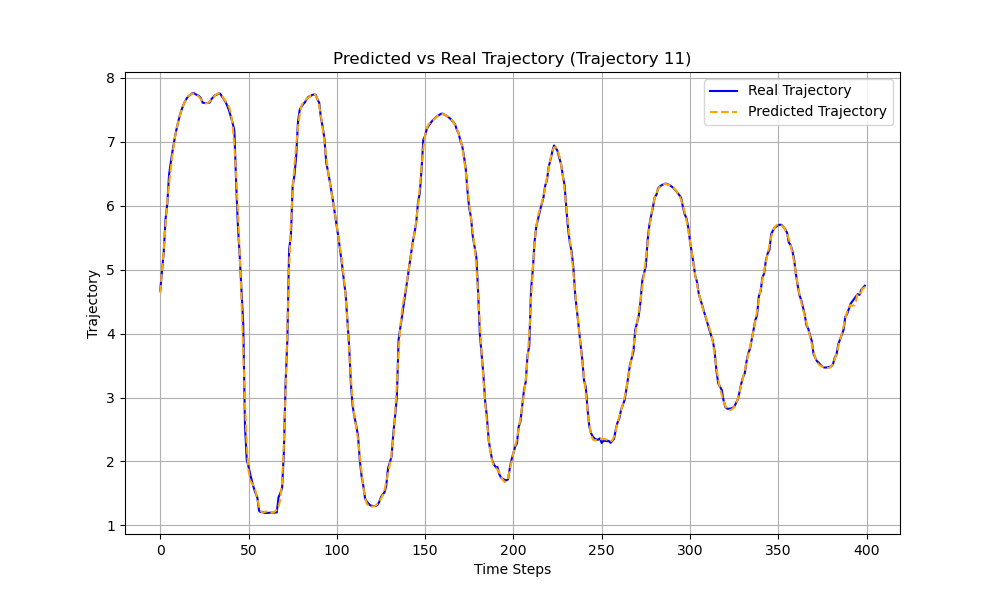 Predicted vs Real Trajectory (Trajectory 11)
Real Trajectory
Predicted Trajectory
Trajectory
8
7
6
5
4
3
2
1
0 50 100 150 200 250 300 350 400
Time Steps